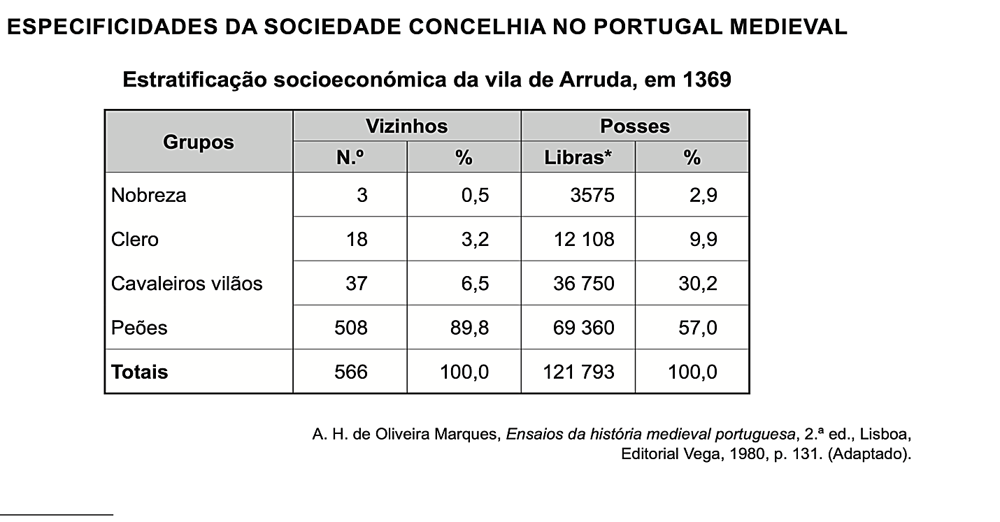 ESPECIFICIDADES DA SOCIEDADE CONCELHIA NO PORTUGAL MEDIEVAL
Estratificação socioeconómica da vila de Arruda, em 1369
Grupos Vizinhos Posses
N.º % Libras* %
Nobreza 3 0,5 3575 2,9
Clero 18 3,2 12 108 9,9
Cavaleiros vilãos 37 6,5 36 750 30,2
Peões 508 89,8 69 360 57,0
Totais 566 100,0 121 793 100,0
A. H. de Oliveira Marques, Ensaios da história medieval portuguesa, 2.ª ed., Lisboa,
Editorial Vega, 1980, p. 131. (Adaptado).